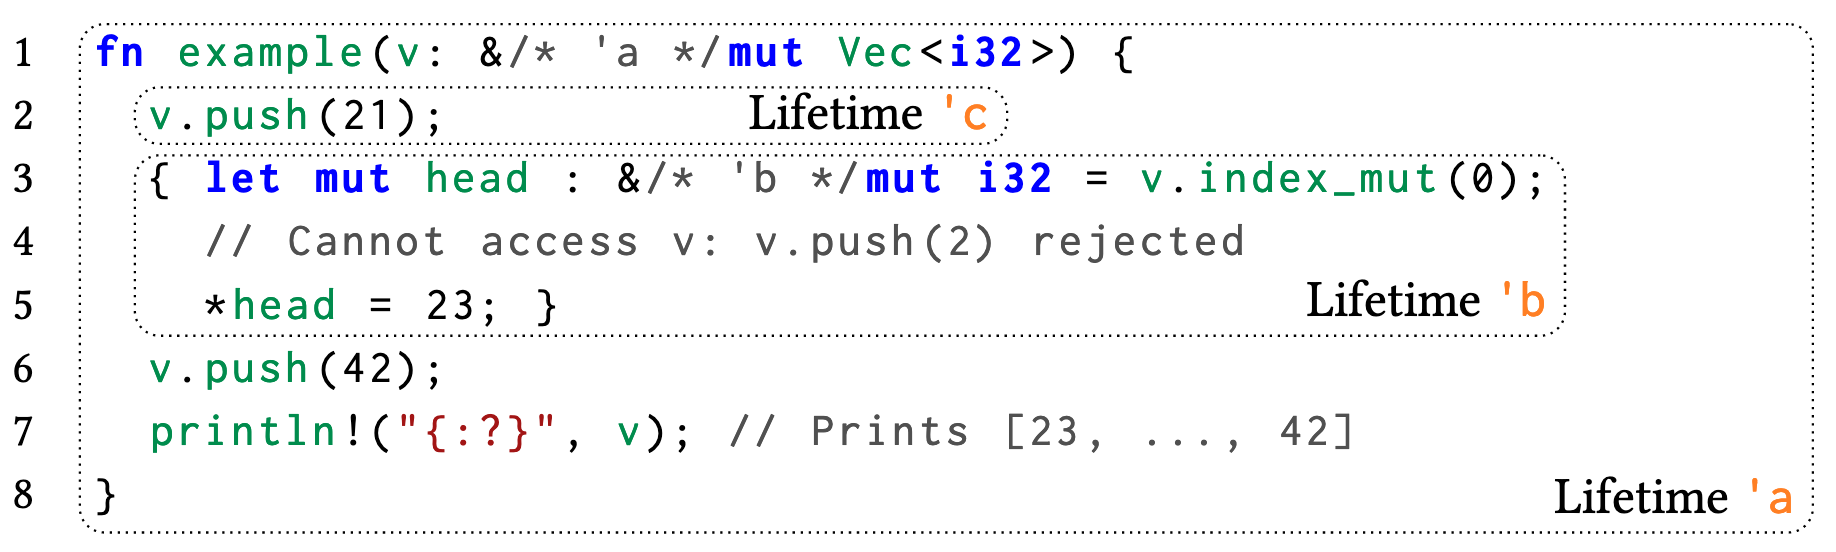 1 fn example(v: &/* 'a */mut Vec<i32>) {
2 v.push(21); Lifetime 'c
3 { let mut head : &/* 'b */mut i32 = v.index_mut(0);
4 // Cannot access v: v.push(2) rejected
5 *head = 23; } Lifetime 'b
6 v.push(42);
7 println!("{:?}", v); // Prints [23, ..., 42]
8 } Lifetime 'a